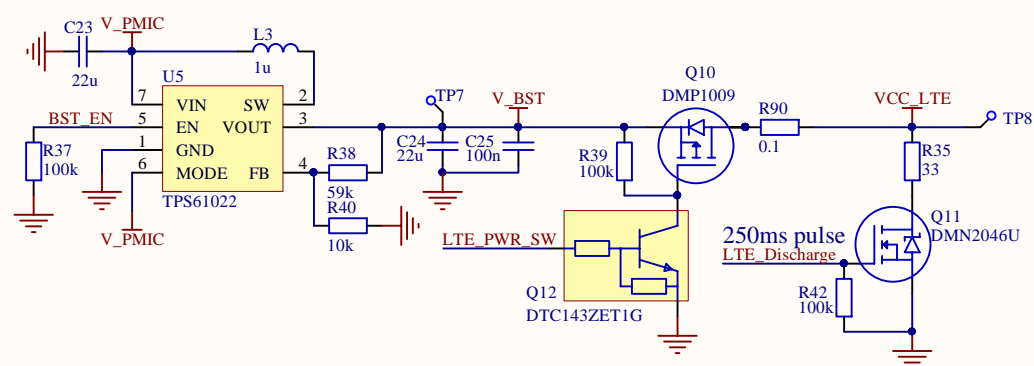 C23
V_PMIC
22u
L3
1u
U5
7 VIN SW 2
5 EN VOUT 3
1 GND
6 MODE FB 4
TPS61022
BST_EN
R37
100k
V_PMIC
R38
59k
R40
10k
TP7
C24
22u
C25
100n
V_BST
R39
100k
Q10
DMP1009
R90
0.1
VCC_LTE
TP8
R35
33
LTE_PWR_SW
Q12
DTC143ZET1G
250ms pulse
LTE_Discharge
Q11
DMN2046U
R42
100k